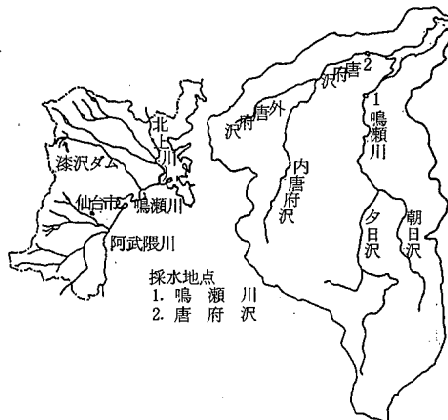 北上川
漆沢ダム
仙台市
鳴瀬川
阿武隈川
採水地点
1. 鳴瀬川
2. 唐府沢
外唐府沢
唐府沢
2
1
鳴瀬川
内唐府沢
夕日沢
朝日沢